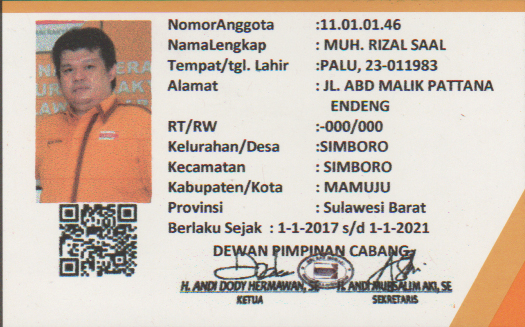 NomorAnggota :11.01.01.46
NamaLengkap : MUH. RIZAL SAAL
Tempat/tgl. Lahir :PALU, 23-011983
Alamat : JL. ABD MALIK PATTANA
ENDENG
RT/RW :-000/000
Kelurahan/Desa :SIMBORO
Kecamatan : SIMBORO
Kabupaten/Kota : MAMUJU
Provinsi : Sulawesi Barat
Berlaku Sejak : 1-1-2017 s/d 1-1-2021
DEWAN PIMPINAN CABANG
H. ANDI DODY HERMAWAN, SE
KETUA
H. ANDI MURSALIM AKI, SE
SEKRETARIS